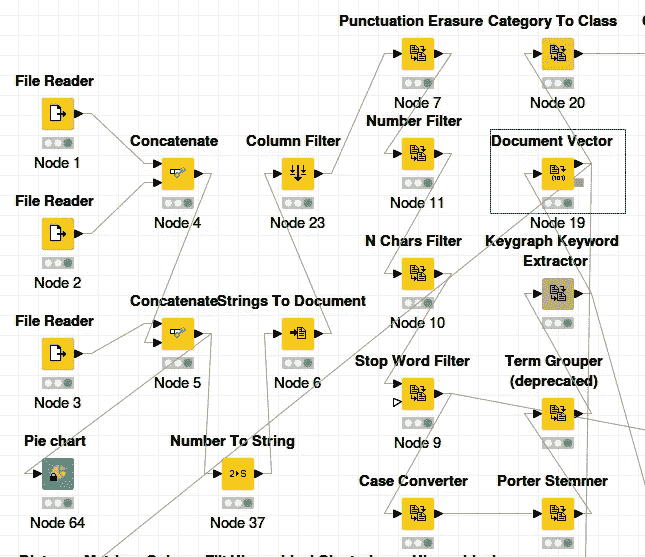 Punctuation Erasure
Category To Class
Node 7
Node 20
File Reader
Node 1
Concatenate
Node 4
Column Filter
Node 23
Number Filter
Node 11
Document Vector
Node 19
File Reader
Node 2
N Chars Filter
Node 10
Keygraph Keyword
Extractor
File Reader
Node 3
Concatenate
Node 5
Strings To Document
Node 6
Stop Word Filter
Node 9
Term Grouper
(deprecated)
Pie chart
Node 64
Number To String
2 S
Node 37
Case Converter
Porter Stemmer